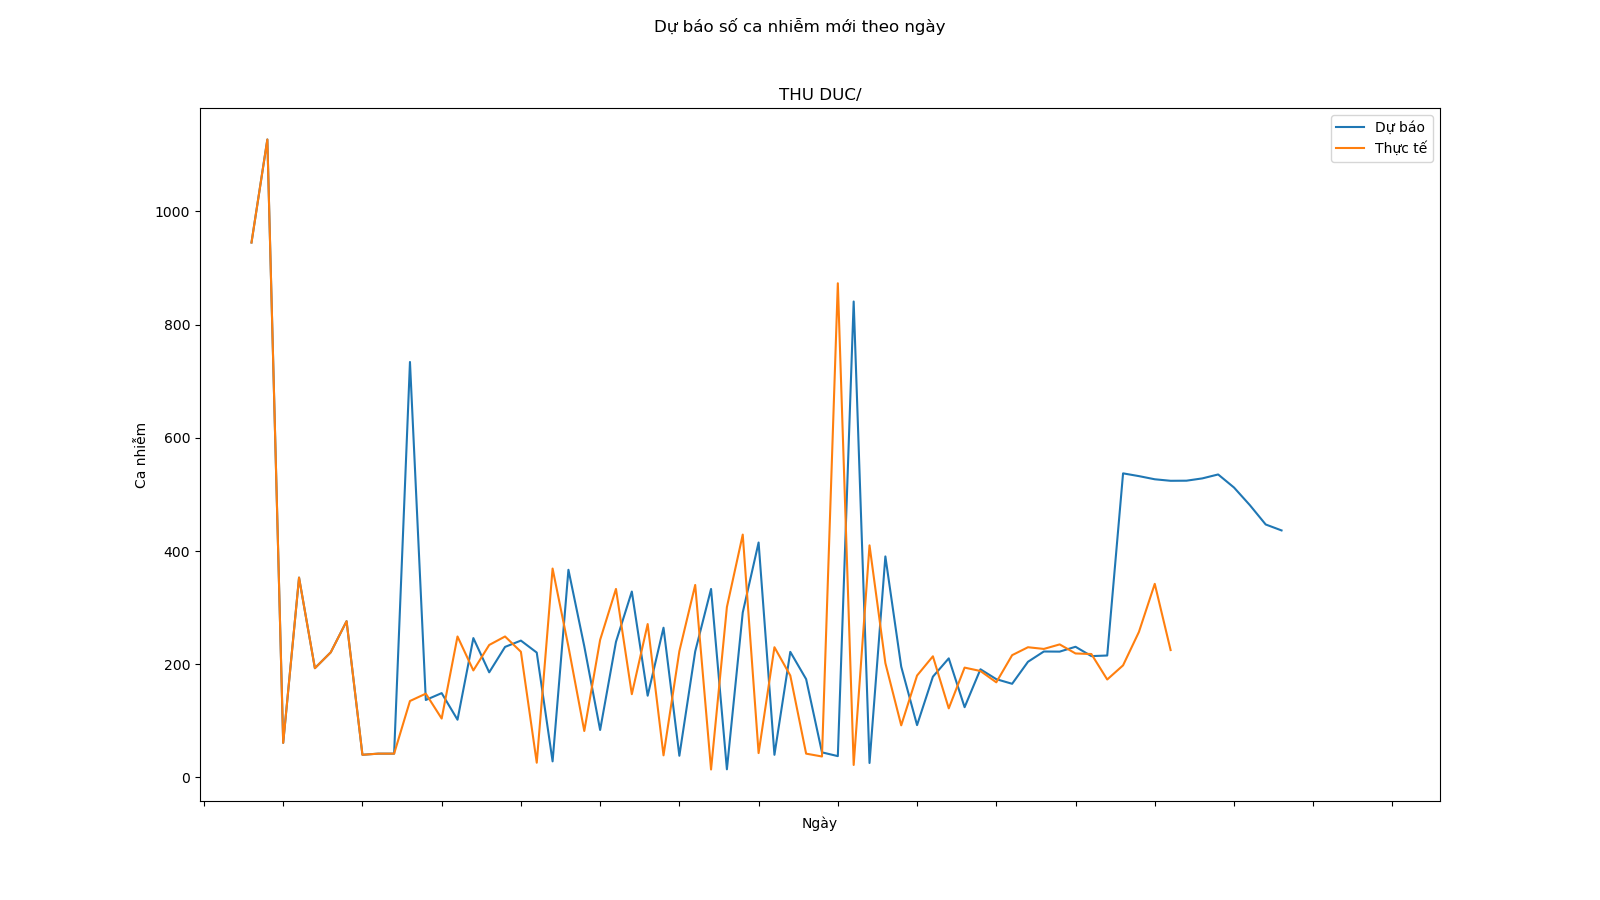 Dự báo số ca nhiễm mới theo ngày
THU DUC/
Dự báo
Thực tế
1000
800
600
400
200
0
Ca nhiễm
Ngày